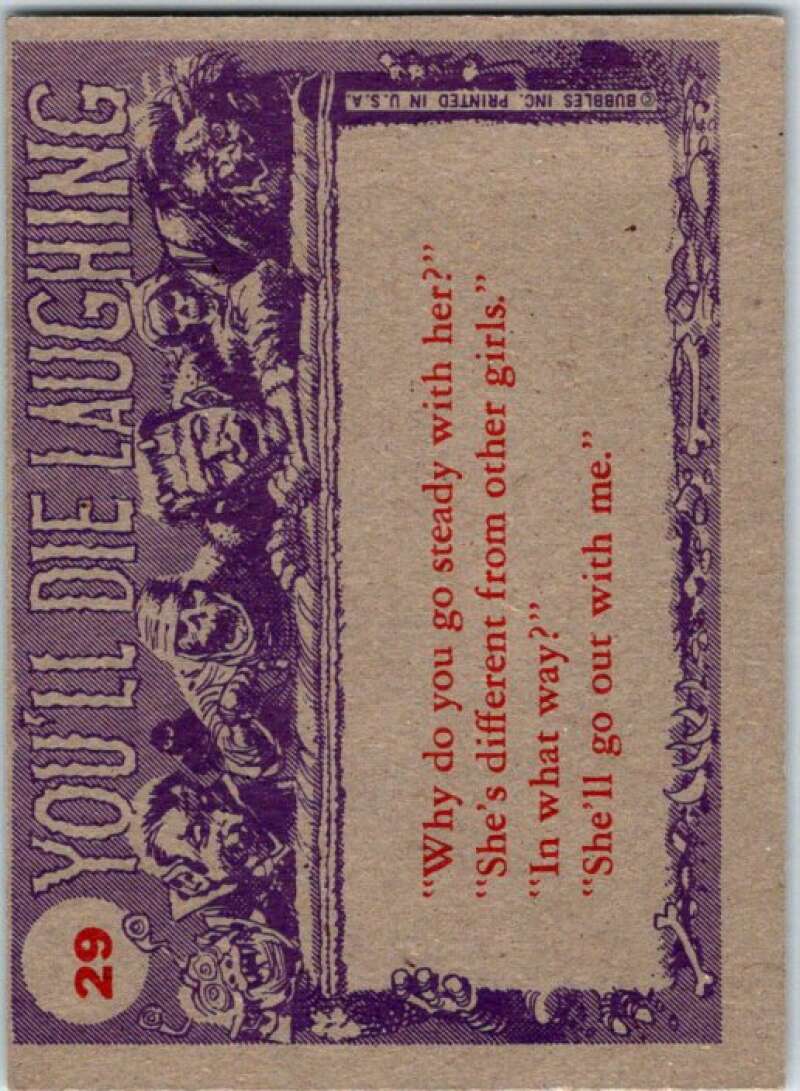 29
YOU'LL DIE LAUGHING
"Why do you go steady with her?"
"She's different from other girls."
"In what way?"
"She'll go out with me."
© BUBBLES INC. PRINTED IN U.S.A.